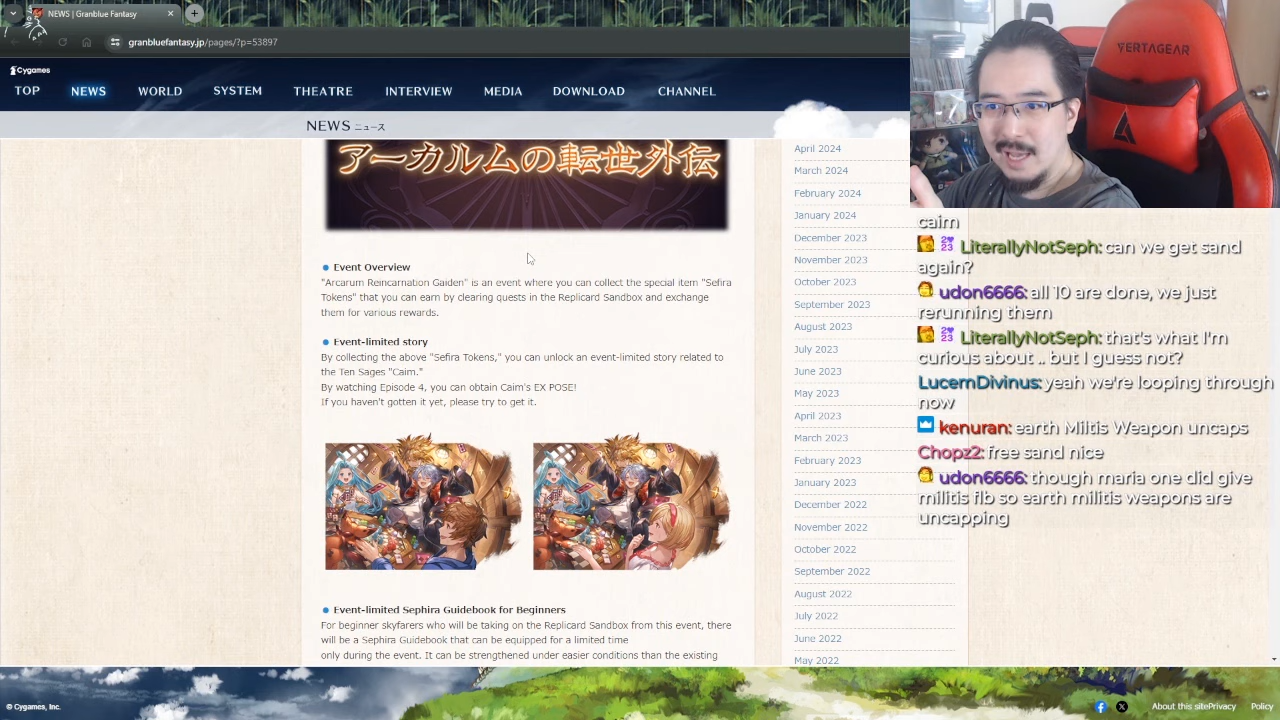 NEWS | Granblue Fantasy
granbluefantasy.jp/pages/?p=53897
Cygames
TOP
NEWS
WORLD
SYSTEM
THEATRE
INTERVIEW
MEDIA
DOWNLOAD
CHANNEL
NEWS ニュース
アーカルムの転世外伝
Event Overview
"Arcarum Reincarnation Gaiden" is an event where you can collect the special item "Sefira
Tokens" that you can earn by clearing quests in the Replicard Sandbox and exchange
them for various rewards.
Event-limited story
By collecting the above "Sefira Tokens," you can unlock an event-limited story related to
the Ten Sages "Caim."
By watching Episode 4, you can obtain Caim's EX POSE!
If you haven't gotten it yet, please try to get it.
Event-limited Sephira Guidebook for Beginners
For beginner skyfarers who will be taking on the Replicard Sandbox from this event, there
will be a Sephira Guidebook that can be equipped for a limited time
only during the event. It can be strengthened under easier conditions than the existing
April 2024
March 2024
February 2024
January 2024
December 2023
November 2023
October 2023
September 2023
August 2023
July 2023
June 2023
May 2023
April 2023
March 2023
February 2023
January 2023
December 2022
November 2022
October 2022
September 2022
August 2022
July 2022
June 2022
May 2022
VERTAGEAR
caim
LiterallyNotSeph: can we get sand
again?
udon6666: all 10 are done, we just
rerunning them
LiterallyNotSeph: that's what I'm
curious about .. but I guess not?
LucemDivinus: yeah we're looping through
now
kenuran: earth Miltis Weapon uncaps
Chopz2: free sand nice
udon6666: though maria one did give
militis flb so earth militis weapons are
uncapping
© Cygames, Inc.
About this site
Privacy
Policy